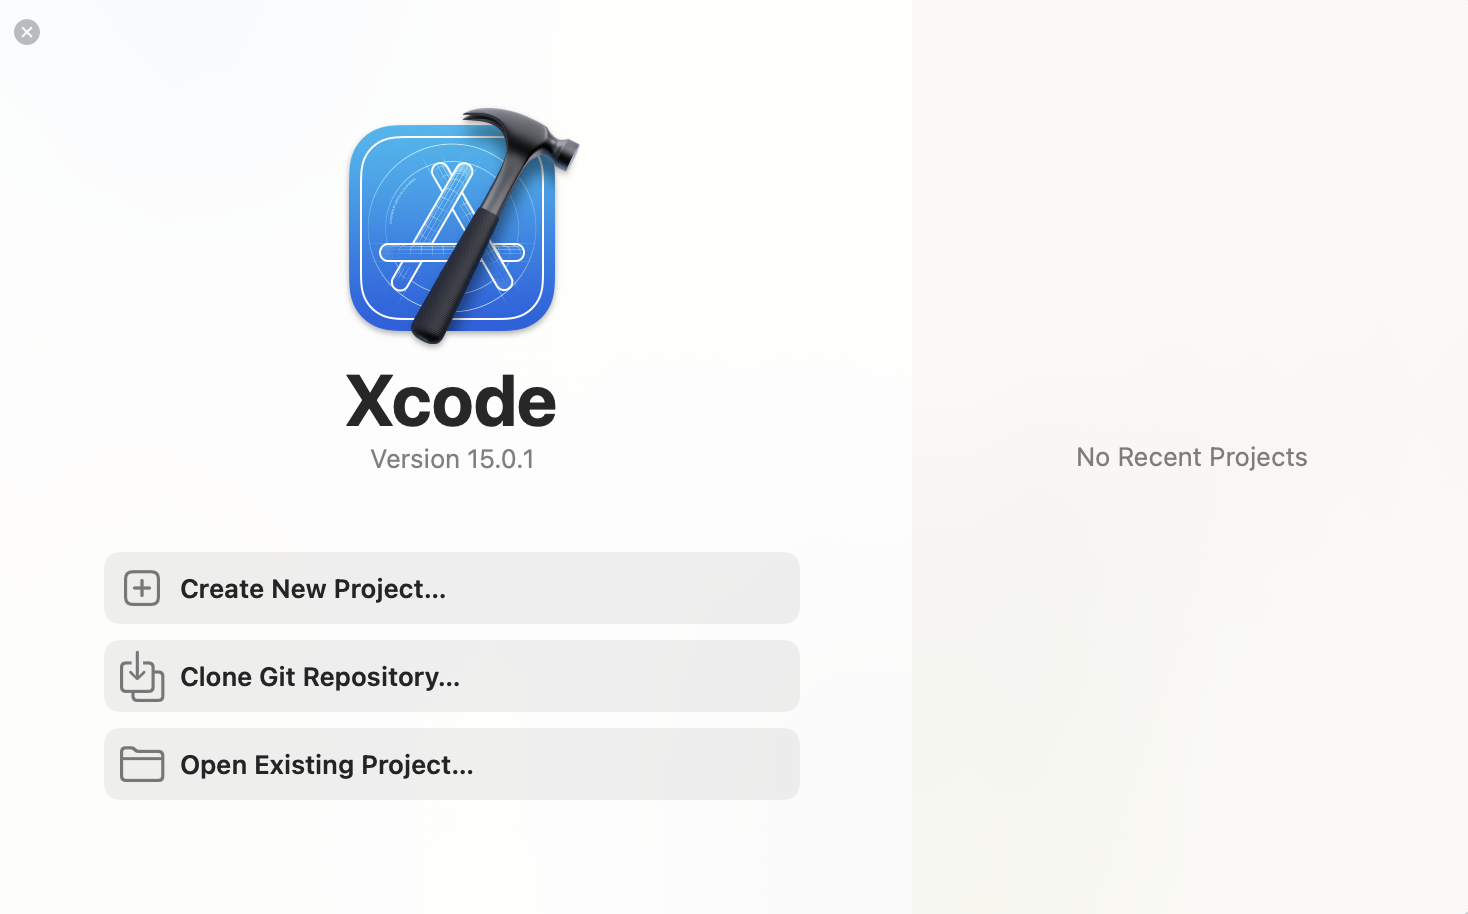 Xcode
Version 15.0.1
Create New Project...
Clone Git Repository...
Open Existing Project...
No Recent Projects